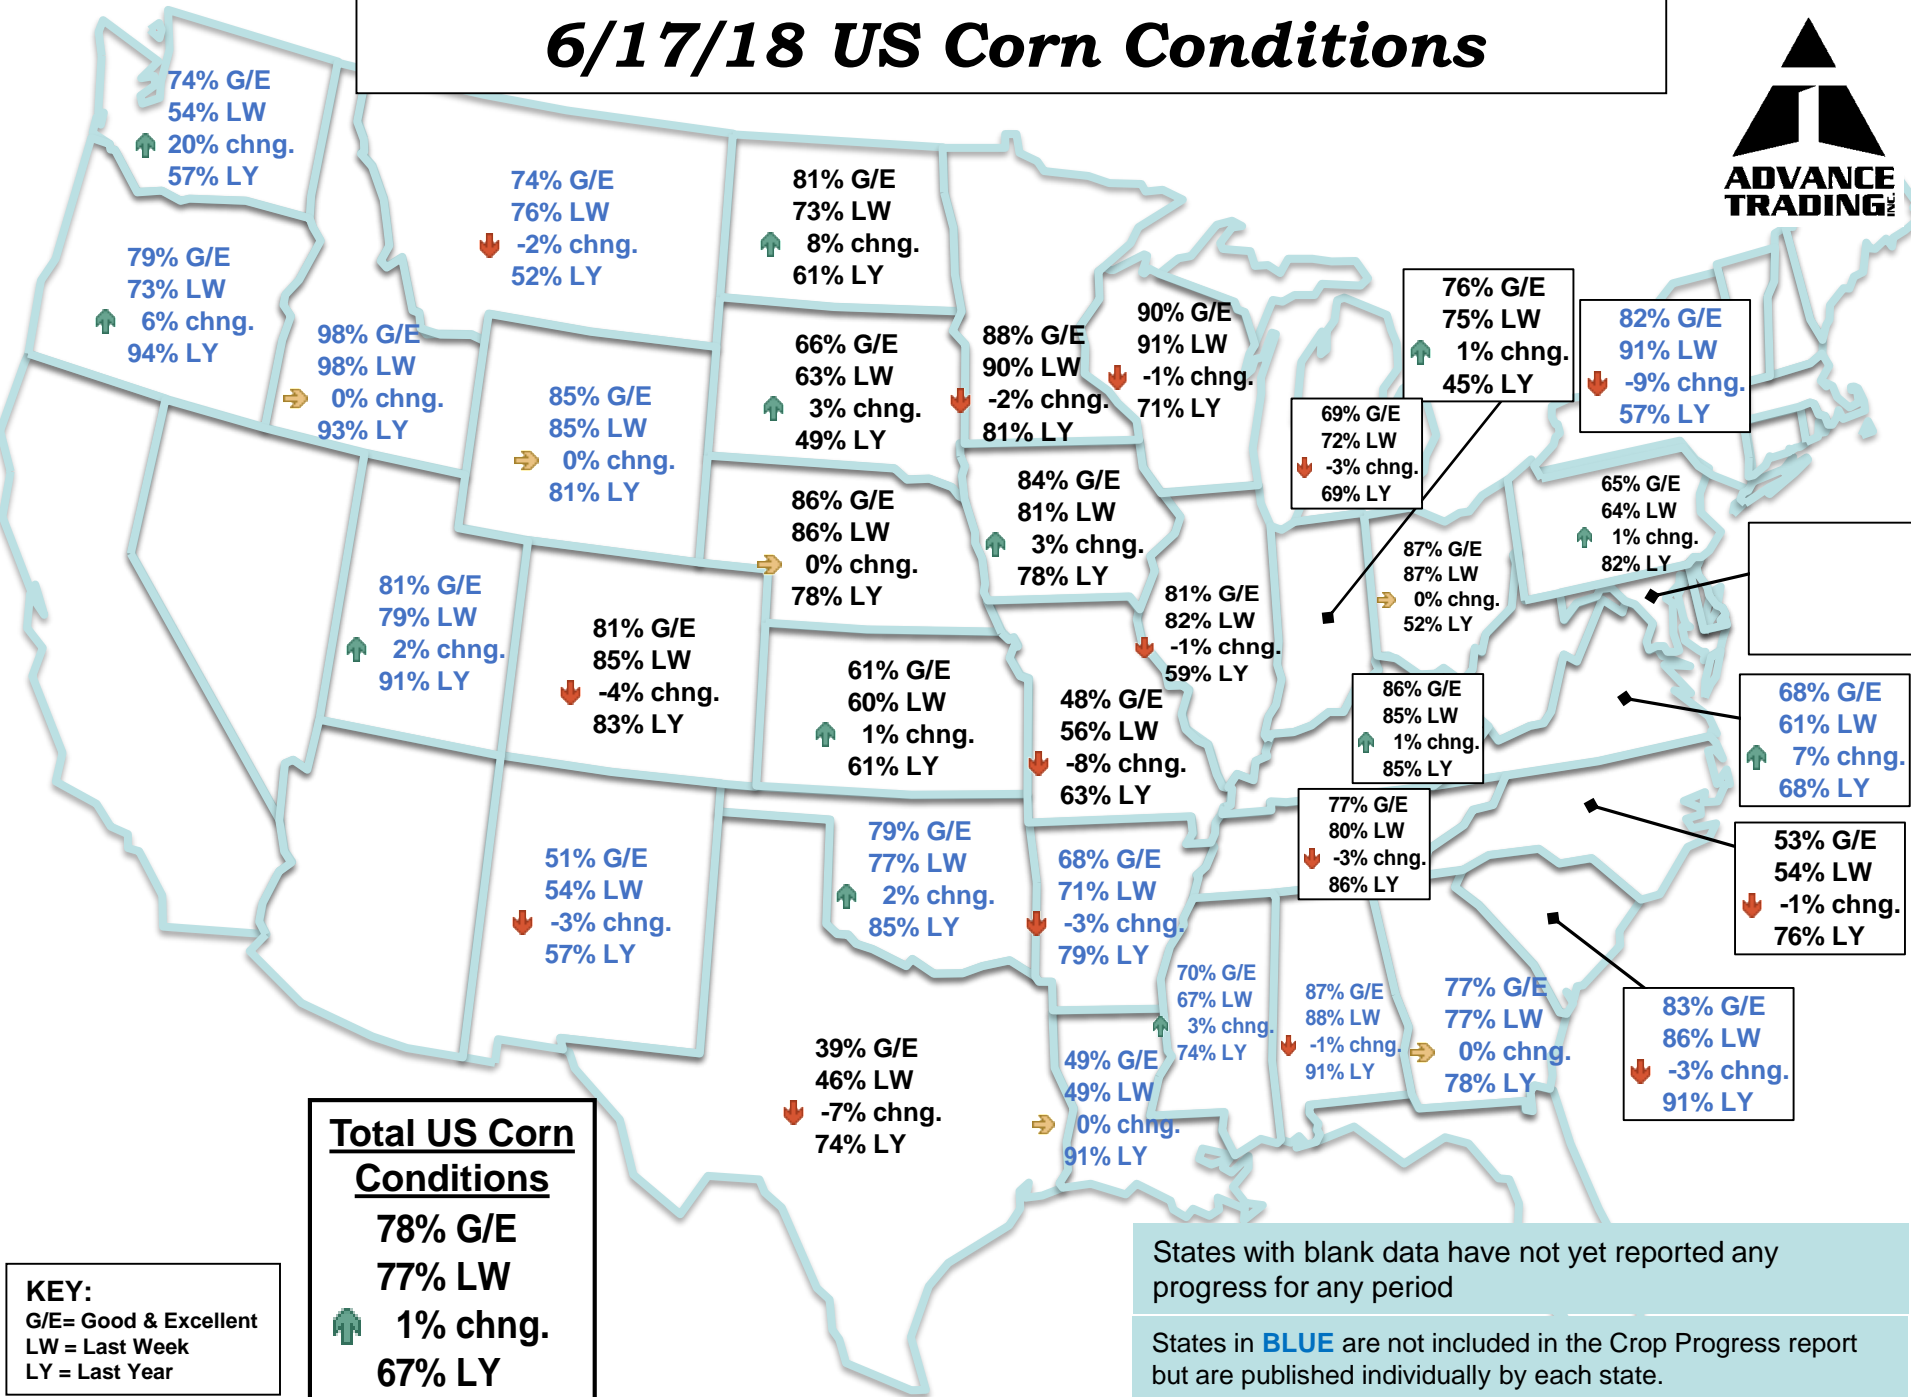 6/17/18 US Corn Conditions
ADVANCE
TRADING INC.
74% G/E
54% LW
20% chng.
57% LY
79% G/E
73% LW
6% chng.
94% LY
98% G/E
98% LW
0% chng.
93% LY
74% G/E
76% LW
-2% chng.
52% LY
85% G/E
85% LW
0% chng.
81% LY
81% G/E
79% LW
2% chng.
91% LY
81% G/E
85% LW
-4% chng.
83% LY
51% G/E
54% LW
-3% chng.
57% LY
81% G/E
73% LW
8% chng.
61% LY
66% G/E
63% LW
3% chng.
49% LY
86% G/E
86% LW
0% chng.
78% LY
61% G/E
60% LW
1% chng.
61% LY
79% G/E
77% LW
2% chng.
85% LY
39% G/E
46% LW
-7% chng.
74% LY
88% G/E
90% LW
-2% chng.
81% LY
84% G/E
81% LW
3% chng.
78% LY
48% G/E
56% LW
-8% chng.
63% LY
68% G/E
71% LW
-3% chng.
79% LY
49% G/E
49% LW
0% chng.
91% LY
90% G/E
91% LW
-1% chng.
71% LY
81% G/E
82% LW
-1% chng.
59% LY
70% G/E
67% LW
3% chng.
74% LY
69% G/E
72% LW
-3% chng.
69% LY
76% G/E
75% LW
1% chng.
45% LY
87% G/E
87% LW
0% chng.
52% LY
86% G/E
85% LW
1% chng.
85% LY
77% G/E
80% LW
-3% chng.
86% LY
87% G/E
88% LW
-1% chng.
91% LY
77% G/E
77% LW
0% chng.
78% LY
82% G/E
91% LW
-9% chng.
57% LY
65% G/E
64% LW
1% chng.
82% LY
68% G/E
61% LW
7% chng.
68% LY
53% G/E
54% LW
-1% chng.
76% LY
83% G/E
86% LW
-3% chng.
91% LY
Total US Corn
Conditions
78% G/E
77% LW
1% chng.
67% LY
KEY:
G/E= Good & Excellent
LW = Last Week
LY = Last Year
States with blank data have not yet reported any
progress for any period
States in BLUE are not included in the Crop Progress report
but are published individually by each state.